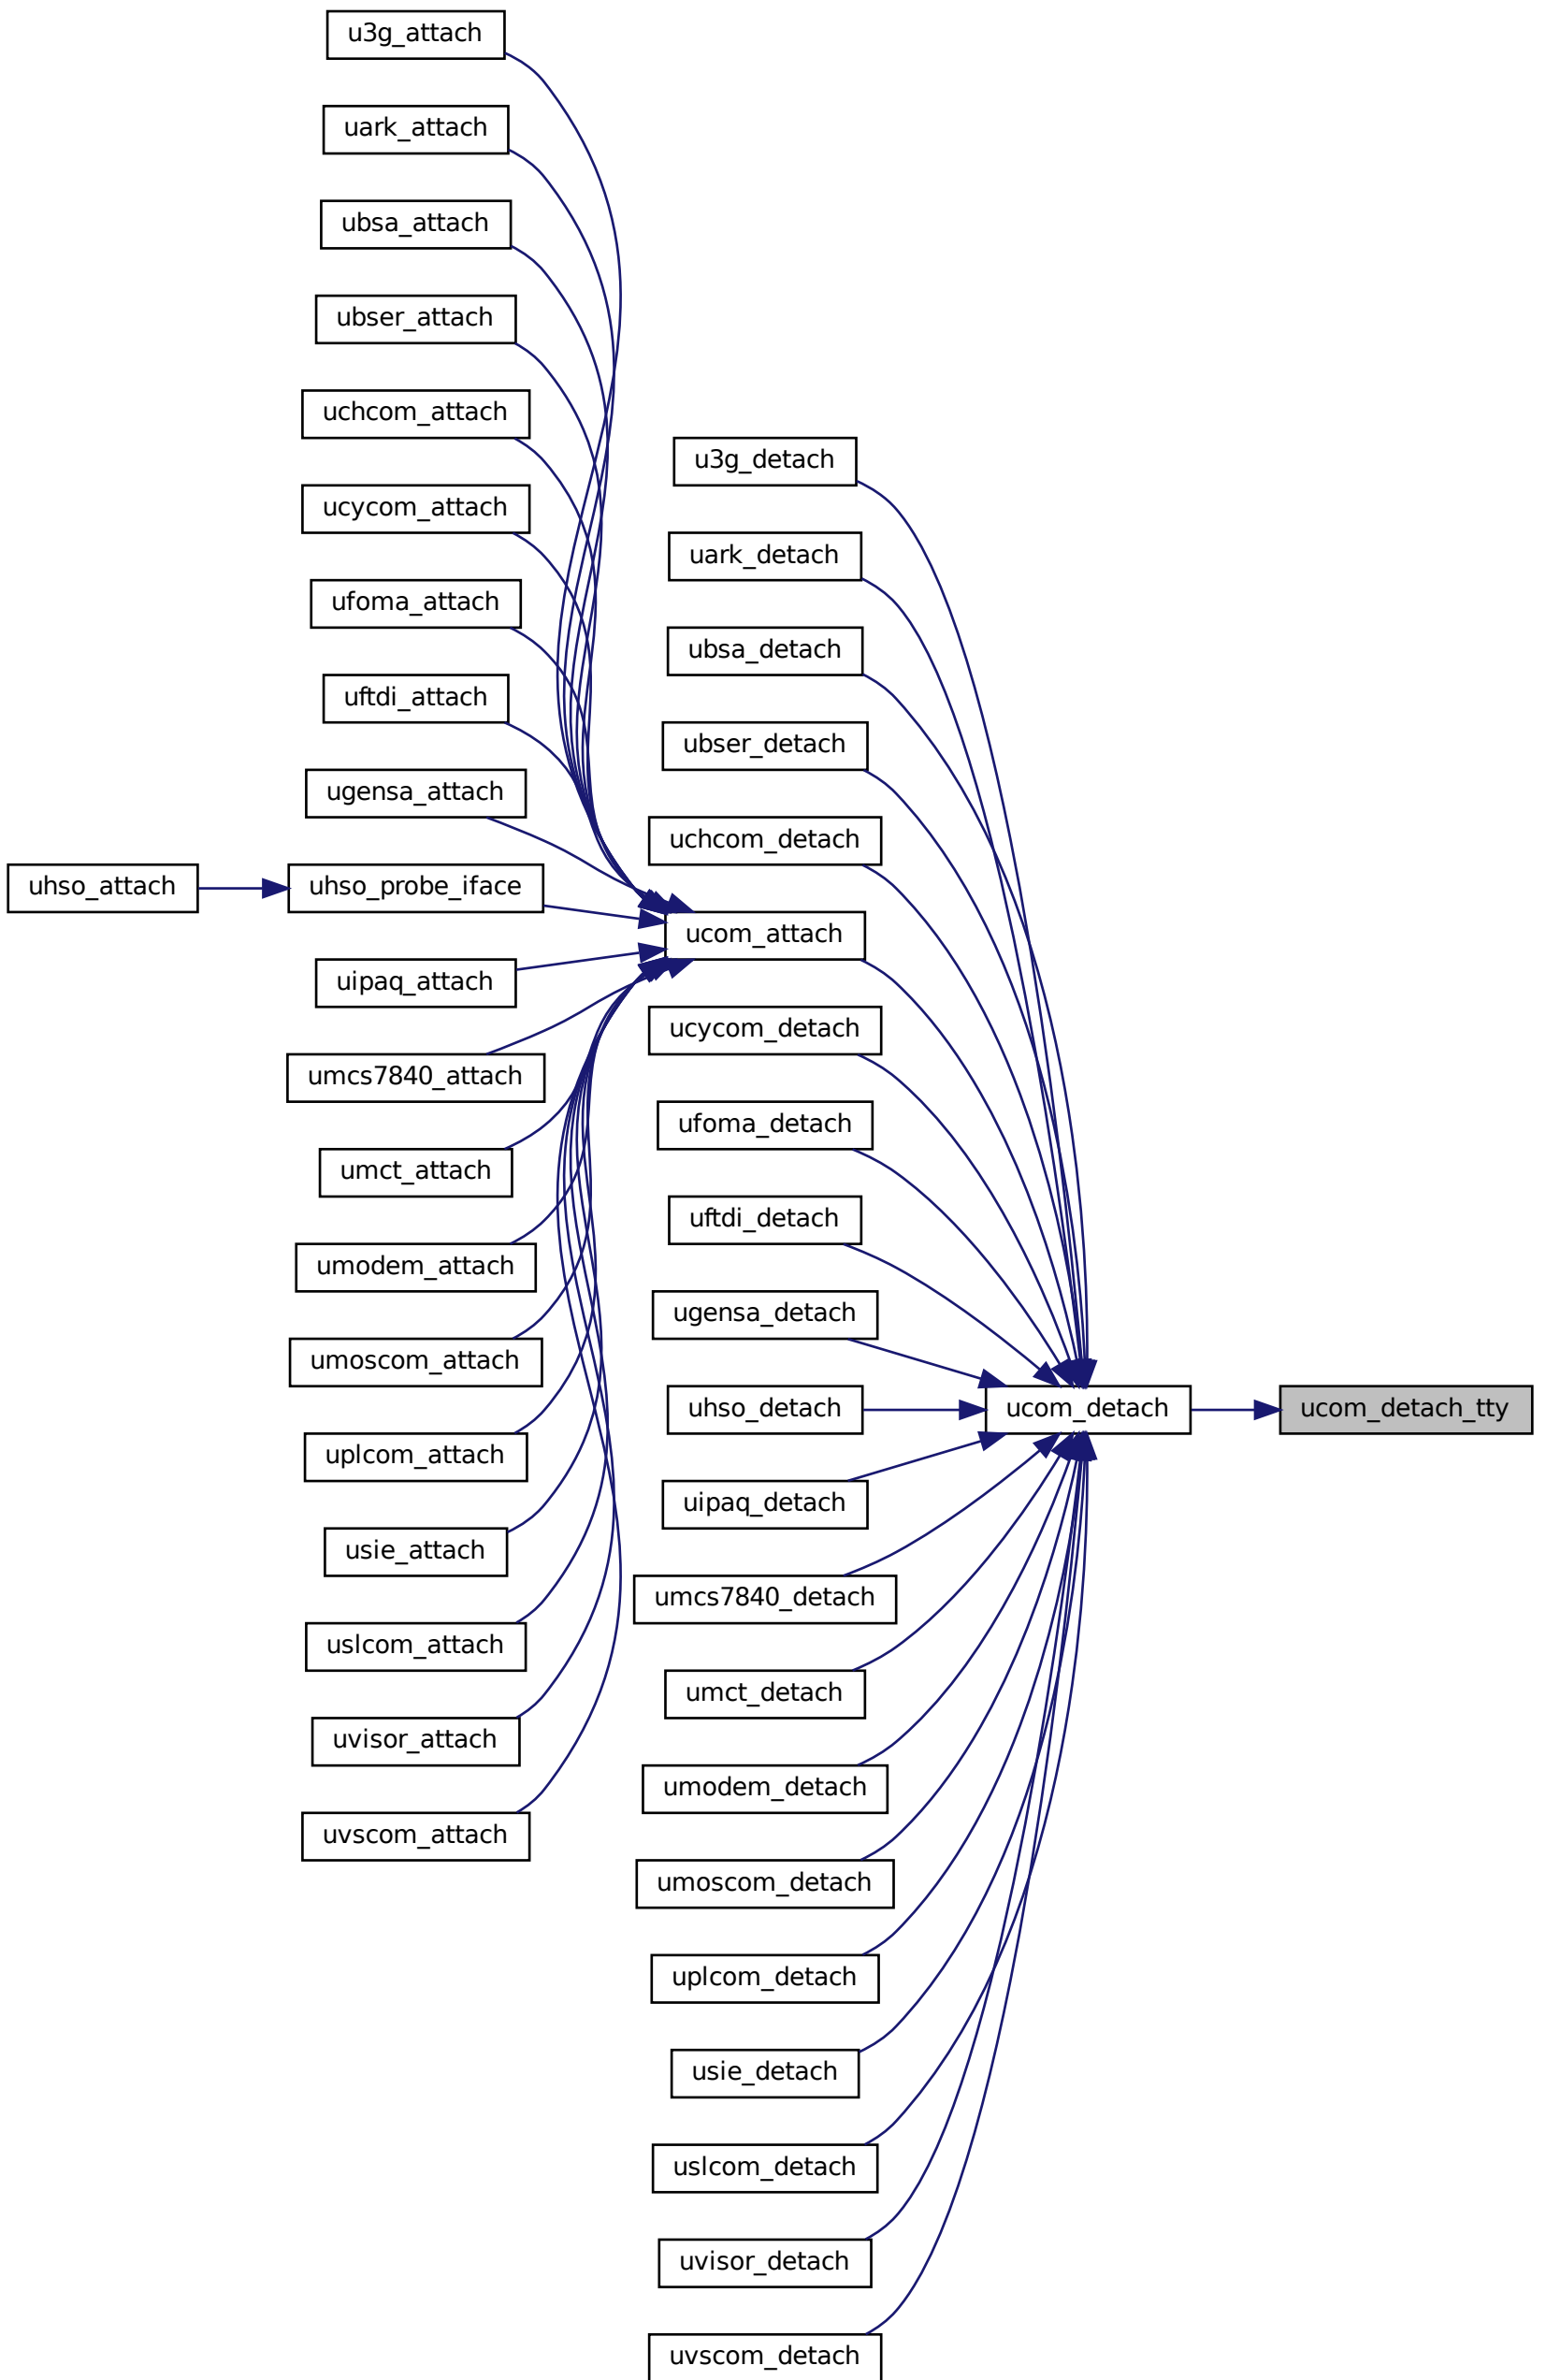 u3g_attach
uark_attach
ubsa_attach
ubser_attach
uchcom_attach
ucycom_attach
ufoma_attach
uftdi_attach
ugensa_attach
uhso_attach
uhso_probe_iface
uipaq_attach
umcs7840_attach
umct_attach
umodem_attach
umoscom_attach
uplcom_attach
usie_attach
uslcom_attach
uvisor_attach
uvscom_attach
u3g_detach
uark_detach
ubsa_detach
ubser_detach
uchcom_detach
ucom_attach
ucycom_detach
ufoma_detach
uftdi_detach
ugensa_detach
uhso_detach
uipaq_detach
umcs7840_detach
umct_detach
umodem_detach
umoscom_detach
uplcom_detach
usie_detach
uslcom_detach
uvisor_detach
uvscom_detach
ucom_detach
ucom_detach_tty